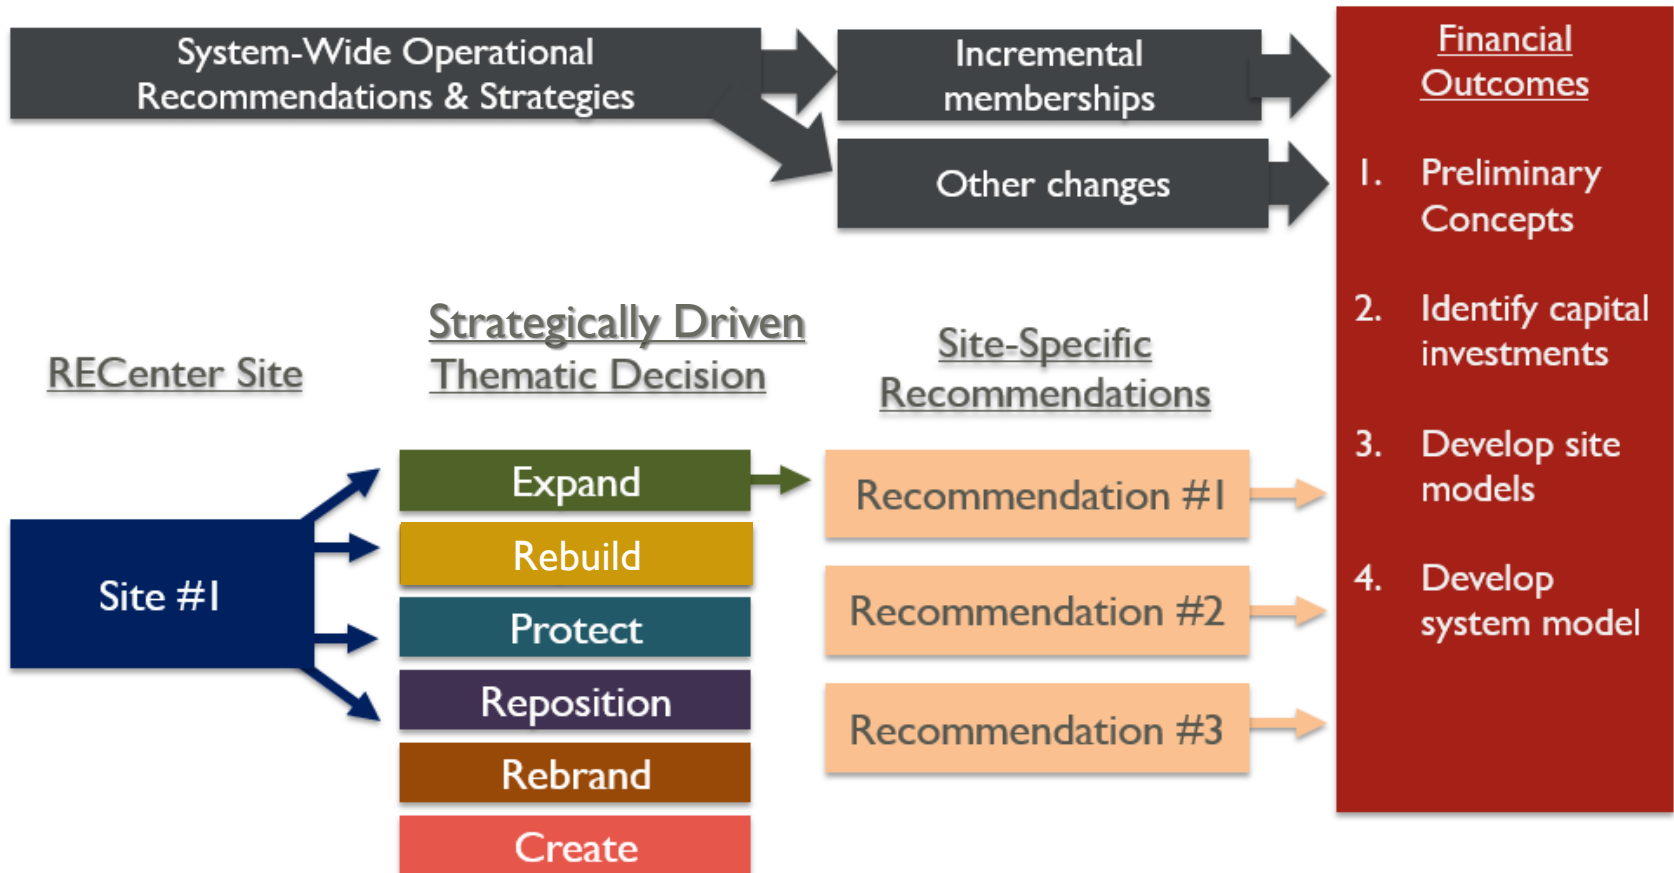 System-Wide Operational
Recommendations & Strategies
Incremental
memberships
Other changes
Financial
Outcomes
1. Preliminary
Concepts
2. Identify capital
investments
3. Develop site
models
4. Develop
system model
RECenter Site
Strategically Driven
Thematic Decision
Site-Specific
Recommendations
Site #1
Expand
Rebuild
Protect
Reposition
Rebrand
Create
Recommendation #1
Recommendation #2
Recommendation #3